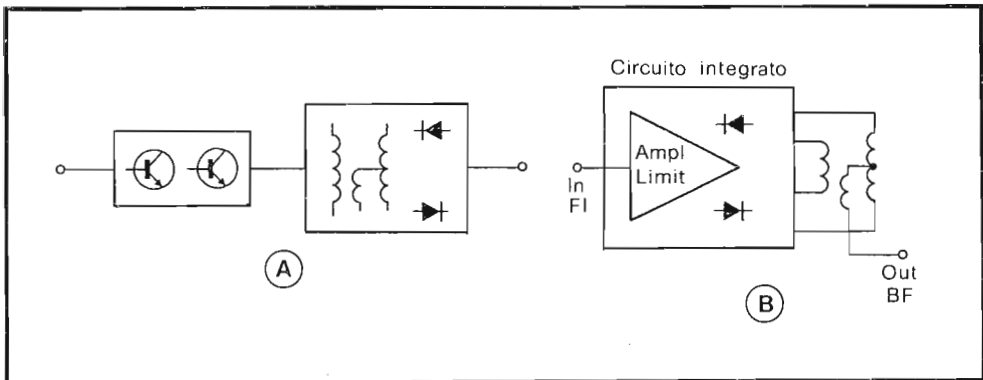 Circuito integrato
Ampl
Limit
In
FI
Out
BF
A
B